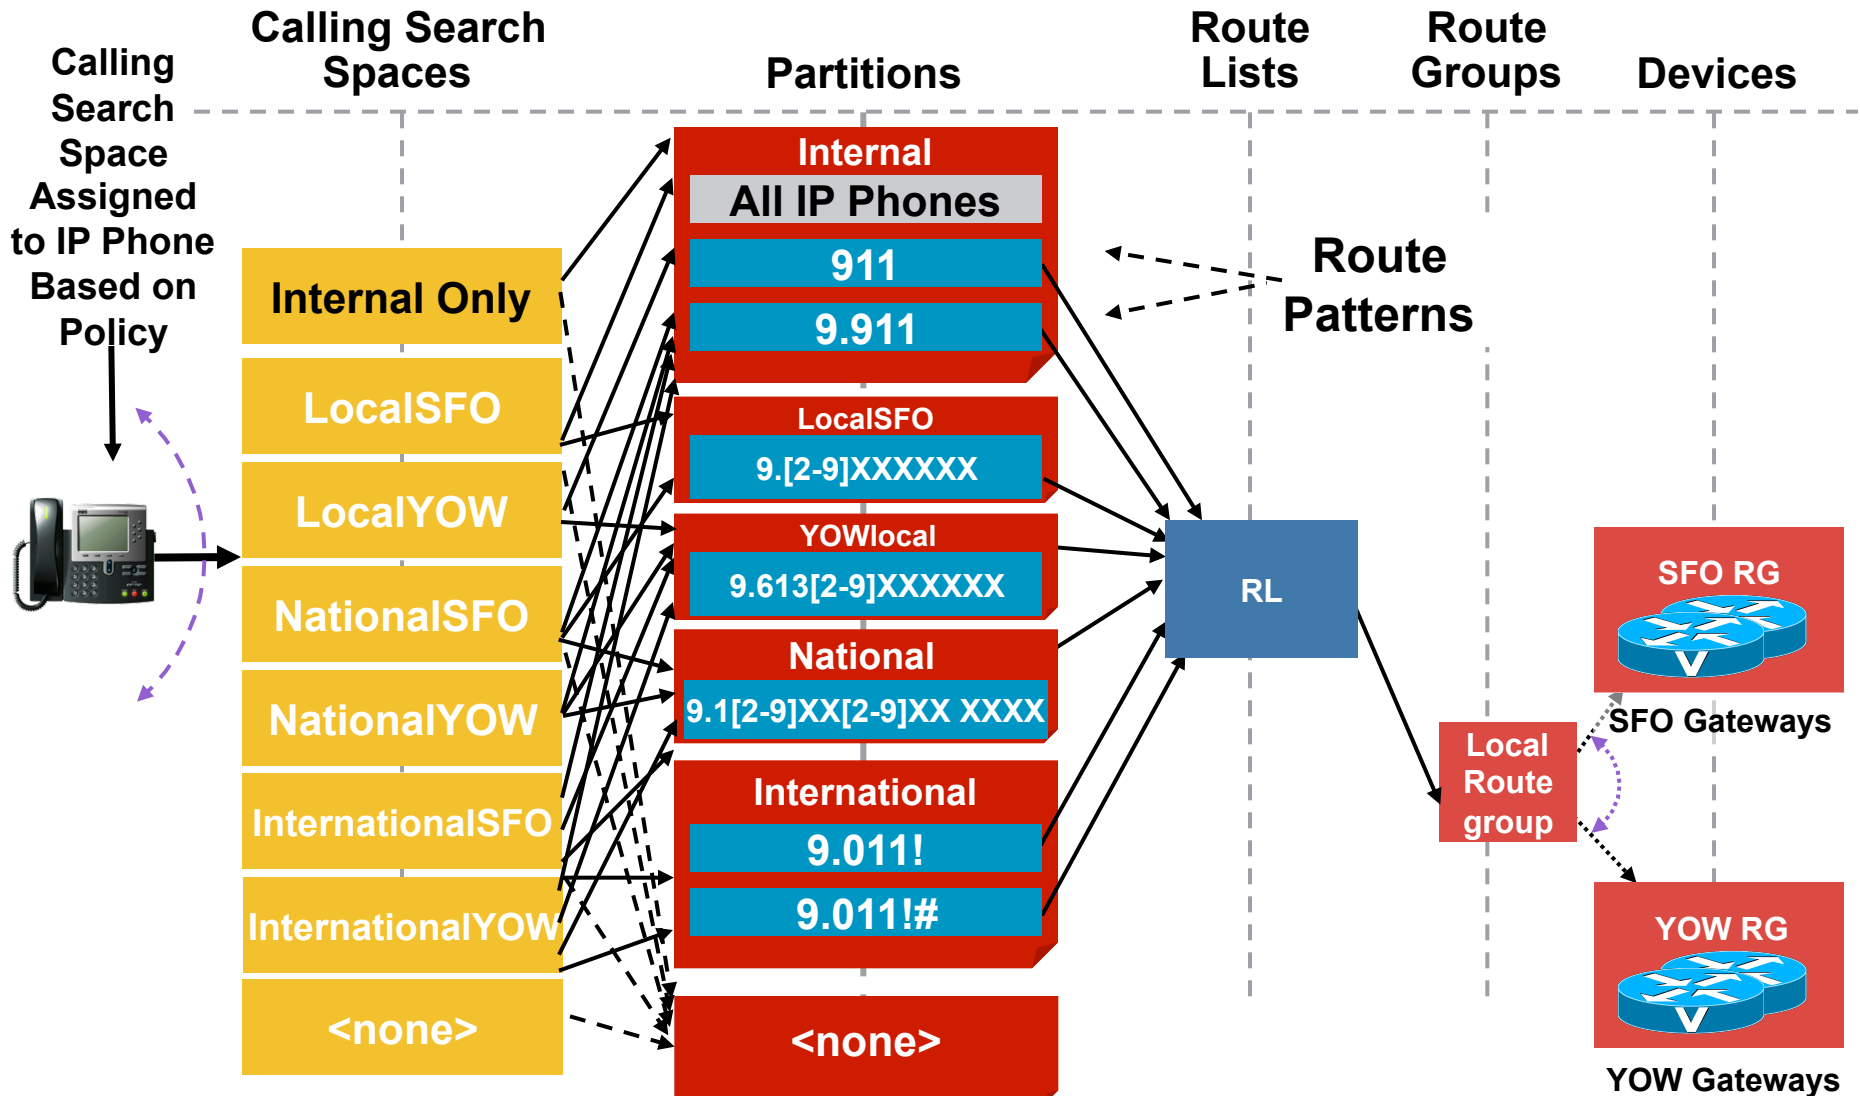 Calling Search
Spaces
Partitions
Route
Lists
Route
Groups
Devices
Calling
Search
Space
Assigned
to IP Phone
Based on
Policy
Internal Only
LocalSFO
LocalYOW
NationalSFO
NationalYOW
InternationalSFO
InternationalYOW
<none>
Internal
All IP Phones
911
9.911
LocalSFO
9.[2-9]XXXXXX
YOWlocal
9.613[2-9]XXXXXX
National
9.1[2-9]XX[2-9]XX XXXX
International
9.011!
9.011!#
<none>
Route
Patterns
RL
Local
Route
group
SFO RG
V
SFO Gateways
YOW RG
V
YOW Gateways